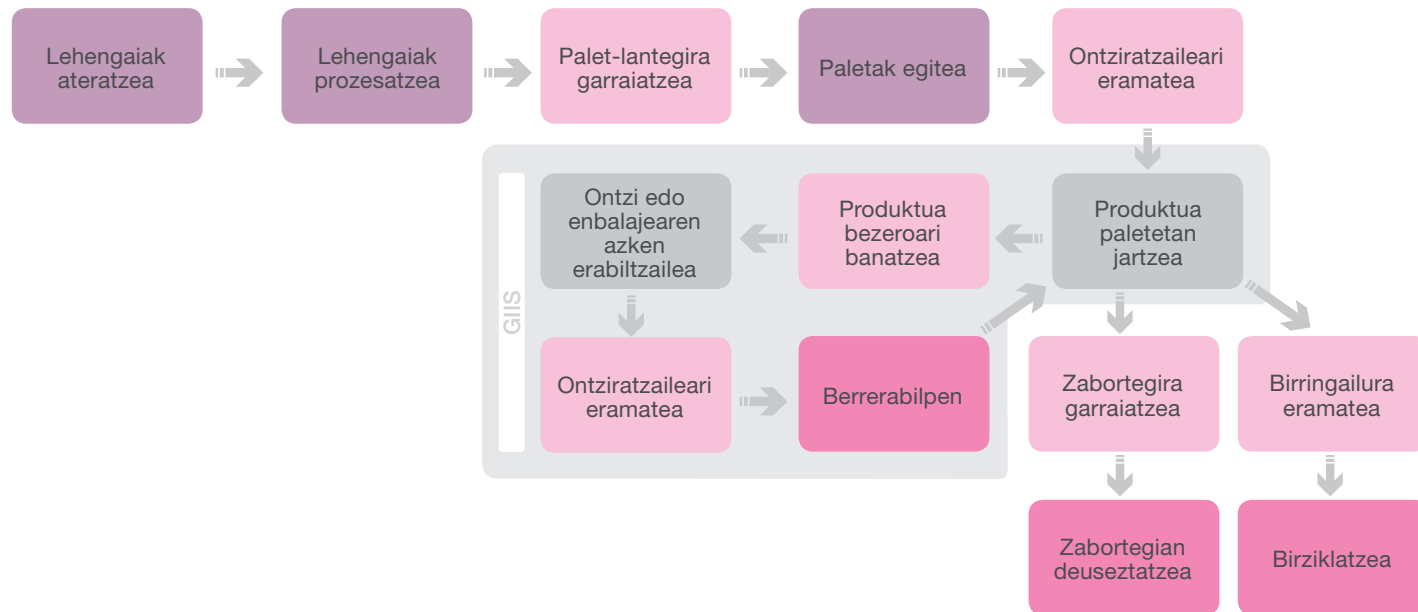 Lehengaiak
ateratzea
Lehengaiak
prozesatzea
Palet-lantegira
garraiatzea
Paletak egitea
Ontziratzaileari
eramatea
GIIS
Ontzi edo
enbalajearen
azken
erabiltzailea
Produktua
bezeroari
banatzea
Produktua
paletetan
jartzea
Ontziratzaileari
eramatea
Berrerabilpen
Zabortegira
garraiatzea
Birringailura
eramatea
Zabortegian
deuseztatzea
Birziklatzea